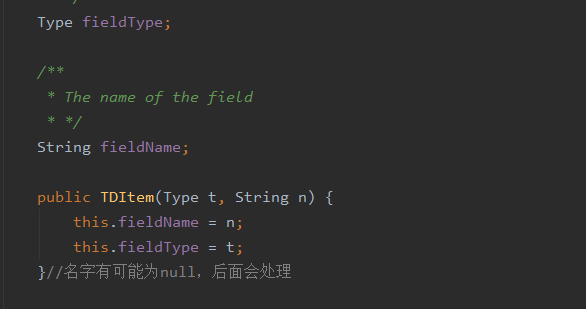 Type fieldType;
/**
* The name of the field
* */
String fieldName;
public TDItem(Type t, String n) {
this.fieldName = n;
this.fieldType = t;
}//名字有可能为null，后面会处理